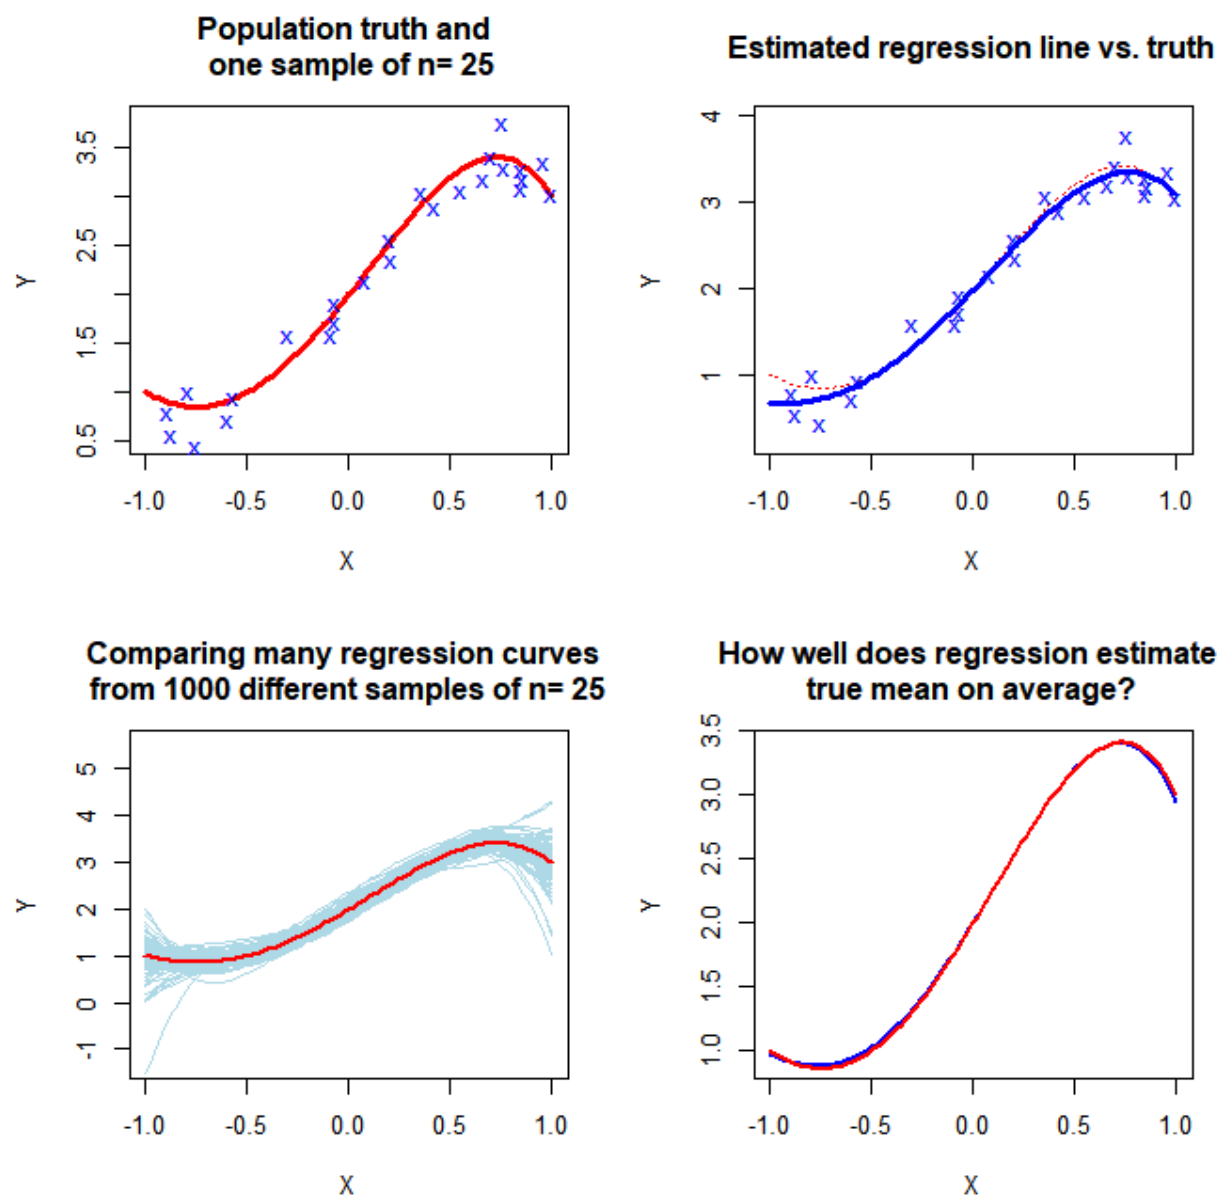 Population truth and
one sample of n= 25
Y
3.5
2.5
1.5
0.5
-1.0 -0.5 0.0 0.5 1.0
X
Estimated regression line vs. truth
Y
4
3
2
1
-1.0 -0.5 0.0 0.5 1.0
X
Comparing many regression curves
from 1000 different samples of n= 25
Y
5
4
3
2
1
0
-1
-1.0 -0.5 0.0 0.5 1.0
X
How well does regression estimate
true mean on average?
Y
3.5
3.0
2.5
2.0
1.5
1.0
-1.0 -0.5 0.0 0.5 1.0
X